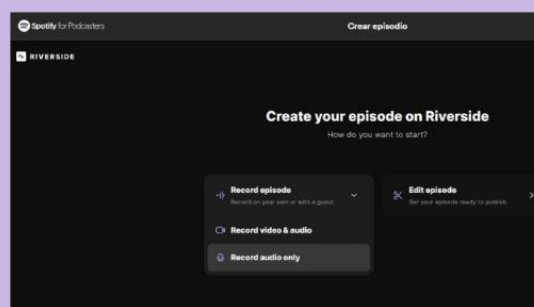 Spotify for Podcasters
Crear episodio
RIVERSIDE
Create your episode on Riverside
How do you want to start?
Record episode
Record on your own or with a guest.
Edit episode
Get your episode ready to publish.
Record video & audio
Record audio only